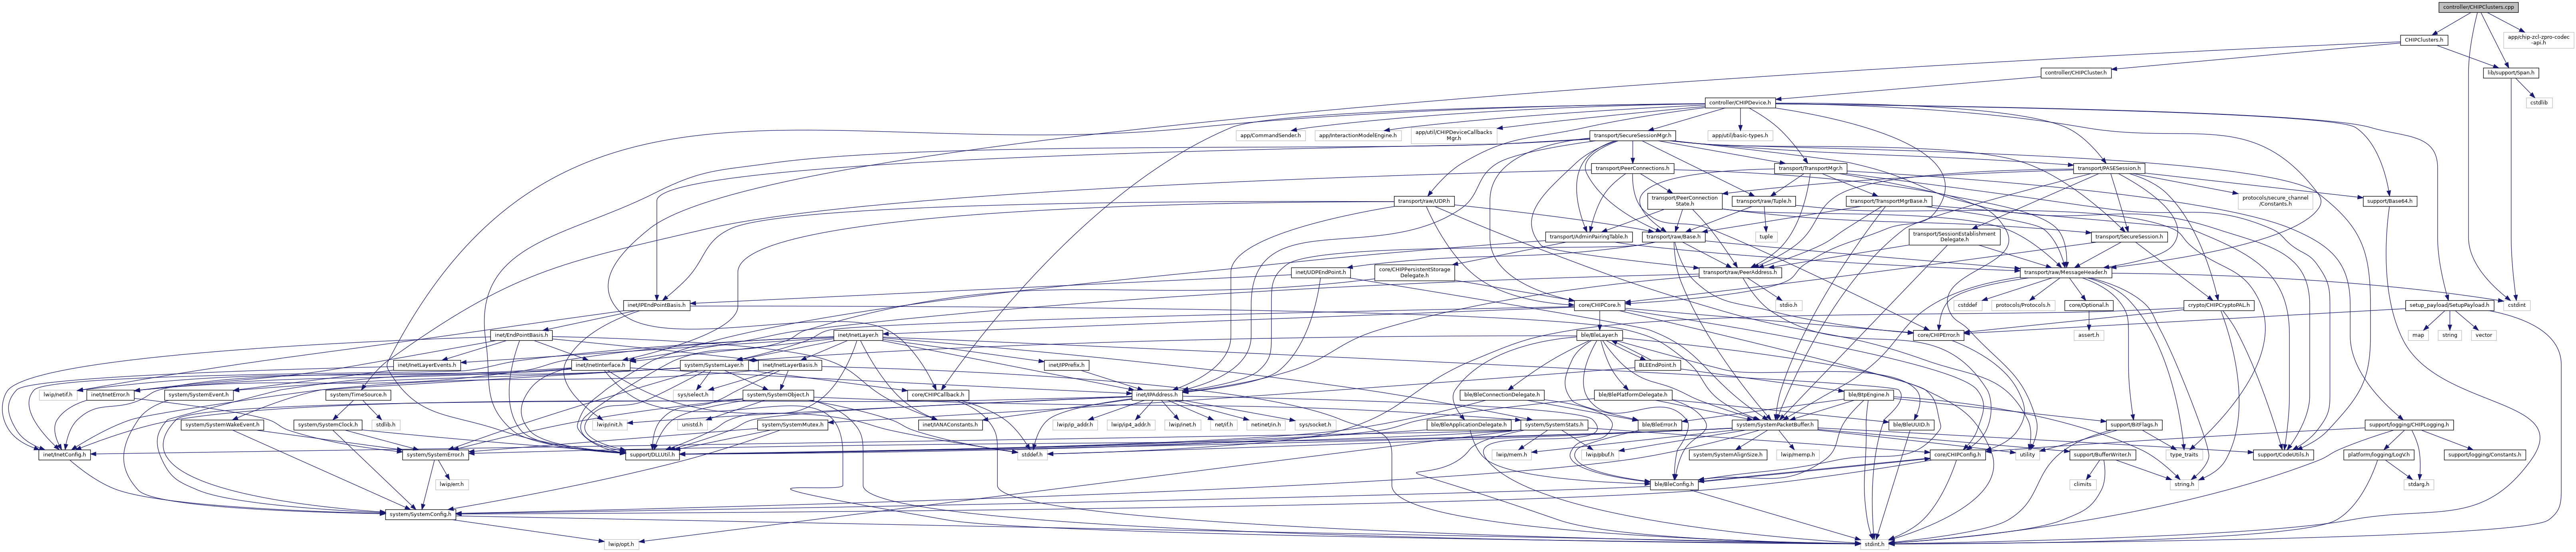 controller/CHIPClusters.cpp
CHIPClusters.h
app/chip-zcl-zpro-codec
-api.h
controller/CHIPCluster.h
lib/support/Span.h
controller/CHIPDevice.h
cstdlib
app/CommandSender.h
app/InteractionModelEngine.h
app/util/CHIPDeviceCallbacks
Mgr.h
transport/SecureSessionMgr.h
app/util/basic-types.h
transport/PeerConnections.h
transport/TransportMgr.h
transport/PASESession.h
transport/raw/UDP.h
transport/PeerConnection
State.h
transport/raw/Tuple.h
transport/TransportMgrBase.h
protocols/secure_channel
/Constants.h
support/Base64.h
transport/AdminPairingTable.h
transport/raw/Base.h
tuple
transport/SessionEstablishment
Delegate.h
transport/SecureSession.h
inet/UDPEndPoint.h
core/CHIPPersistentStorage
Delegate.h
transport/raw/PeerAddress.h
transport/raw/MessageHeader.h
inet/IPEndPointBasis.h
core/CHIPCore.h
stdio.h
cstddef
protocols/Protocols.h
core/Optional.h
crypto/CHIPCryptoPAL.h
setup_payload/SetupPayload.h
cstdint
inet/EndPointBasis.h
inet/InetLayer.h
ble/BleLayer.h
core/CHIPError.h
assert.h
map
string
vector
inet/InetLayerEvents.h
inet/InetInterface.h
system/SystemLayer.h
inet/InetLayerBasis.h
inet/IPPrefix.h
BLEEndPoint.h
lwip/netif.h
inet/InetError.h
system/SystemEvent.h
system/TimeSource.h
sys/select.h
system/SystemObject.h
core/CHIPCallback.h
inet/IPAddress.h
ble/BleConnectionDelegate.h
ble/BlePlatformDelegate.h
ble/BtpEngine.h
system/SystemWakeEvent.h
system/SystemClock.h
stdlib.h
lwip/init.h
unistd.h
system/SystemMutex.h
inet/IANAConstants.h
lwip/ip_addr.h
lwip/ip4_addr.h
lwip/inet.h
net/if.h
netinet/in.h
sys/socket.h
ble/BleApplicationDelegate.h
system/SystemStats.h
ble/BleError.h
system/SystemPacketBuffer.h
ble/BleUUID.h
support/BitFlags.h
support/logging/CHIPLogging.h
inet/InetConfig.h
system/SystemError.h
support/DLLUtil.h
stddef.h
lwip/mem.h
lwip/pbuf.h
system/SystemAlignSize.h
lwip/memp.h
core/CHIPConfig.h
utility
support/BufferWriter.h
type_traits
support/CodeUtils.h
platform/logging/LogV.h
support/logging/Constants.h
lwip/err.h
ble/BleConfig.h
climits
string.h
stdarg.h
system/SystemConfig.h
lwip/opt.h
stdint.h